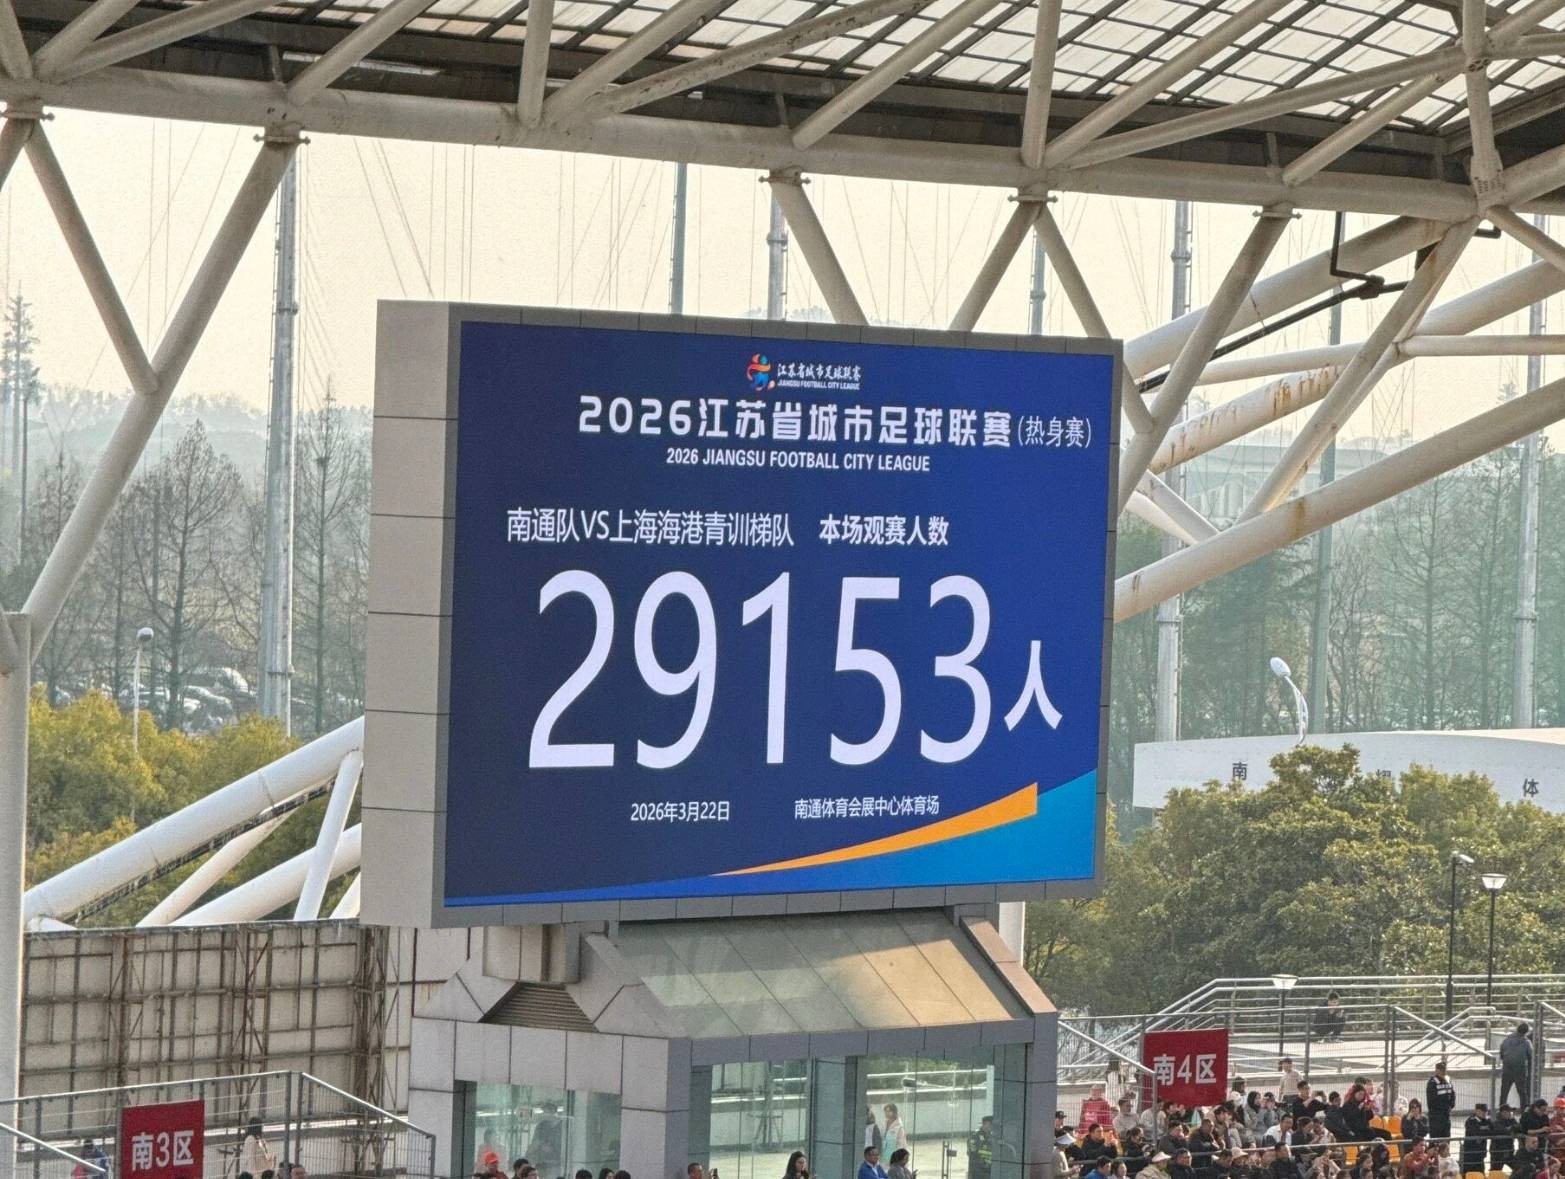 江苏省城市足球联赛
JIANGSU FOOTBALL CITY LEAGUE
2026江苏省城市足球联赛(热身赛)
2026 JIANGSU FOOTBALL CITY LEAGUE
南通队VS上海海港青训梯队 本场观赛人数
29153人
2026年3月22日 南通体育会展中心体育场
南 体
南4区
南3区